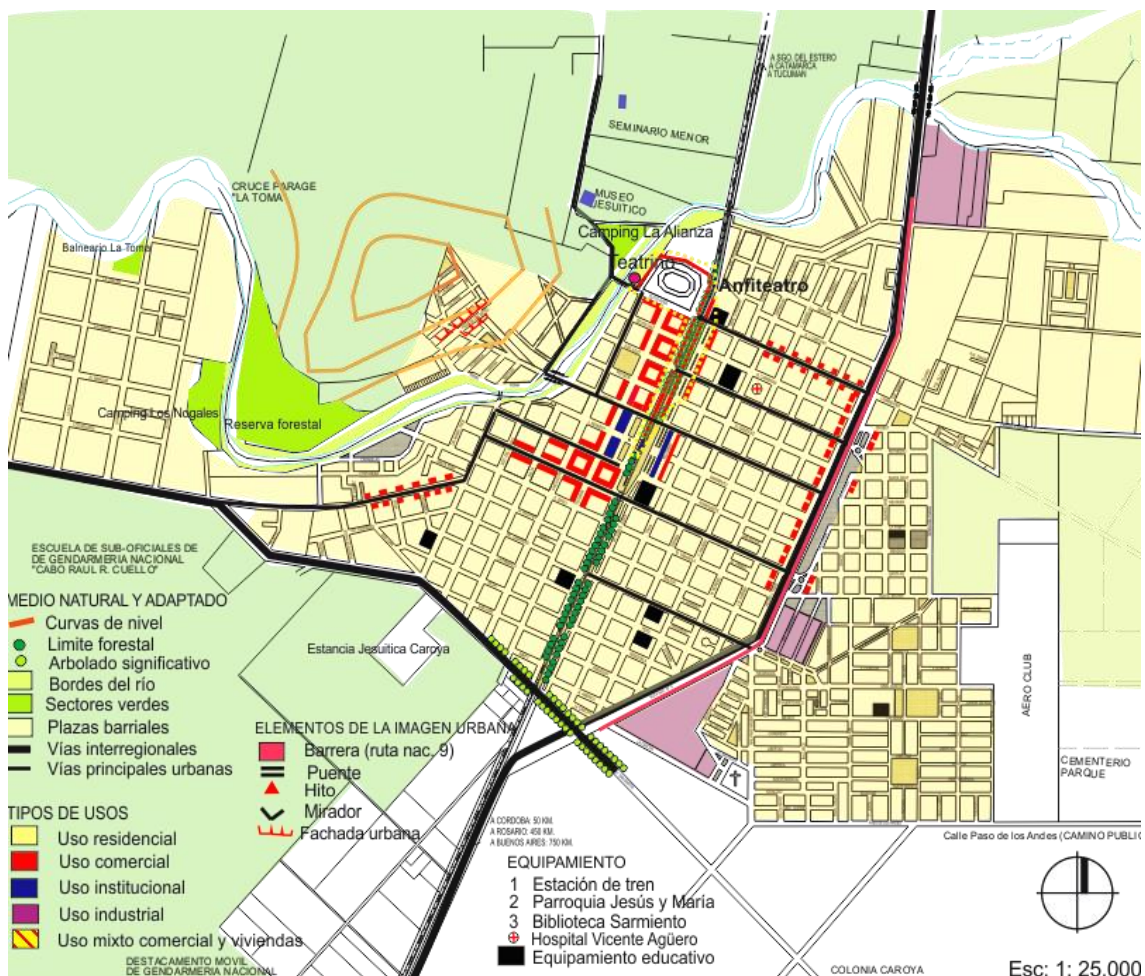 A SGO. DEL ESTERO
A CATAMARCA
A TUCUMAN
SEMINARIO MENOR
CRUCE PARAGE
"LA TOMA
MUSEO
JESUITICO
Camping La Alianza
Balneario La Toma
Teatrino
Anfiteatro
Camping Los Nogales
Reserva forestal
ESCUELA DE SUB-OFICIALES DE
DE GENDARMERIA NACIONAL
"CABO RAUL R. CUELLO"
Estancia Jesuitica Caroya
AERO CLUB
CEMENTERIO
PARQUE
Calle Paso de los Andes (CAMINO PUBLIC
MEDIO NATURAL Y ADAPTADO
Curvas de nivel
Limite forestal
Arbolado significativo
Bordes del río
Sectores verdes
Plazas barriales
Vías interregionales
Vías principales urbanas
ELEMENTOS DE LA IMAGEN URBANA
Barrera (ruta nac. 9)
Puente
Hito
Mirador
Fachada urbana
TIPOS DE USOS
Uso residencial
Uso comercial
Uso institucional
Uso industrial
Uso mixto comercial y viviendas
DESTACAMENTO MOVIL
DE GENDARMERIA NACIONAL
A CORDOBA: 50 KM.
A ROSARIO: 450 KM.
A BUENOS AIRES: 750 KM.
EQUIPAMIENTO
1 Estación de tren
2 Parroquia Jesús y María
3 Biblioteca Sarmiento
Hospital Vicente Agüero
Equipamiento educativo
COLONIA CAROYA
Esc: 1: 25.000